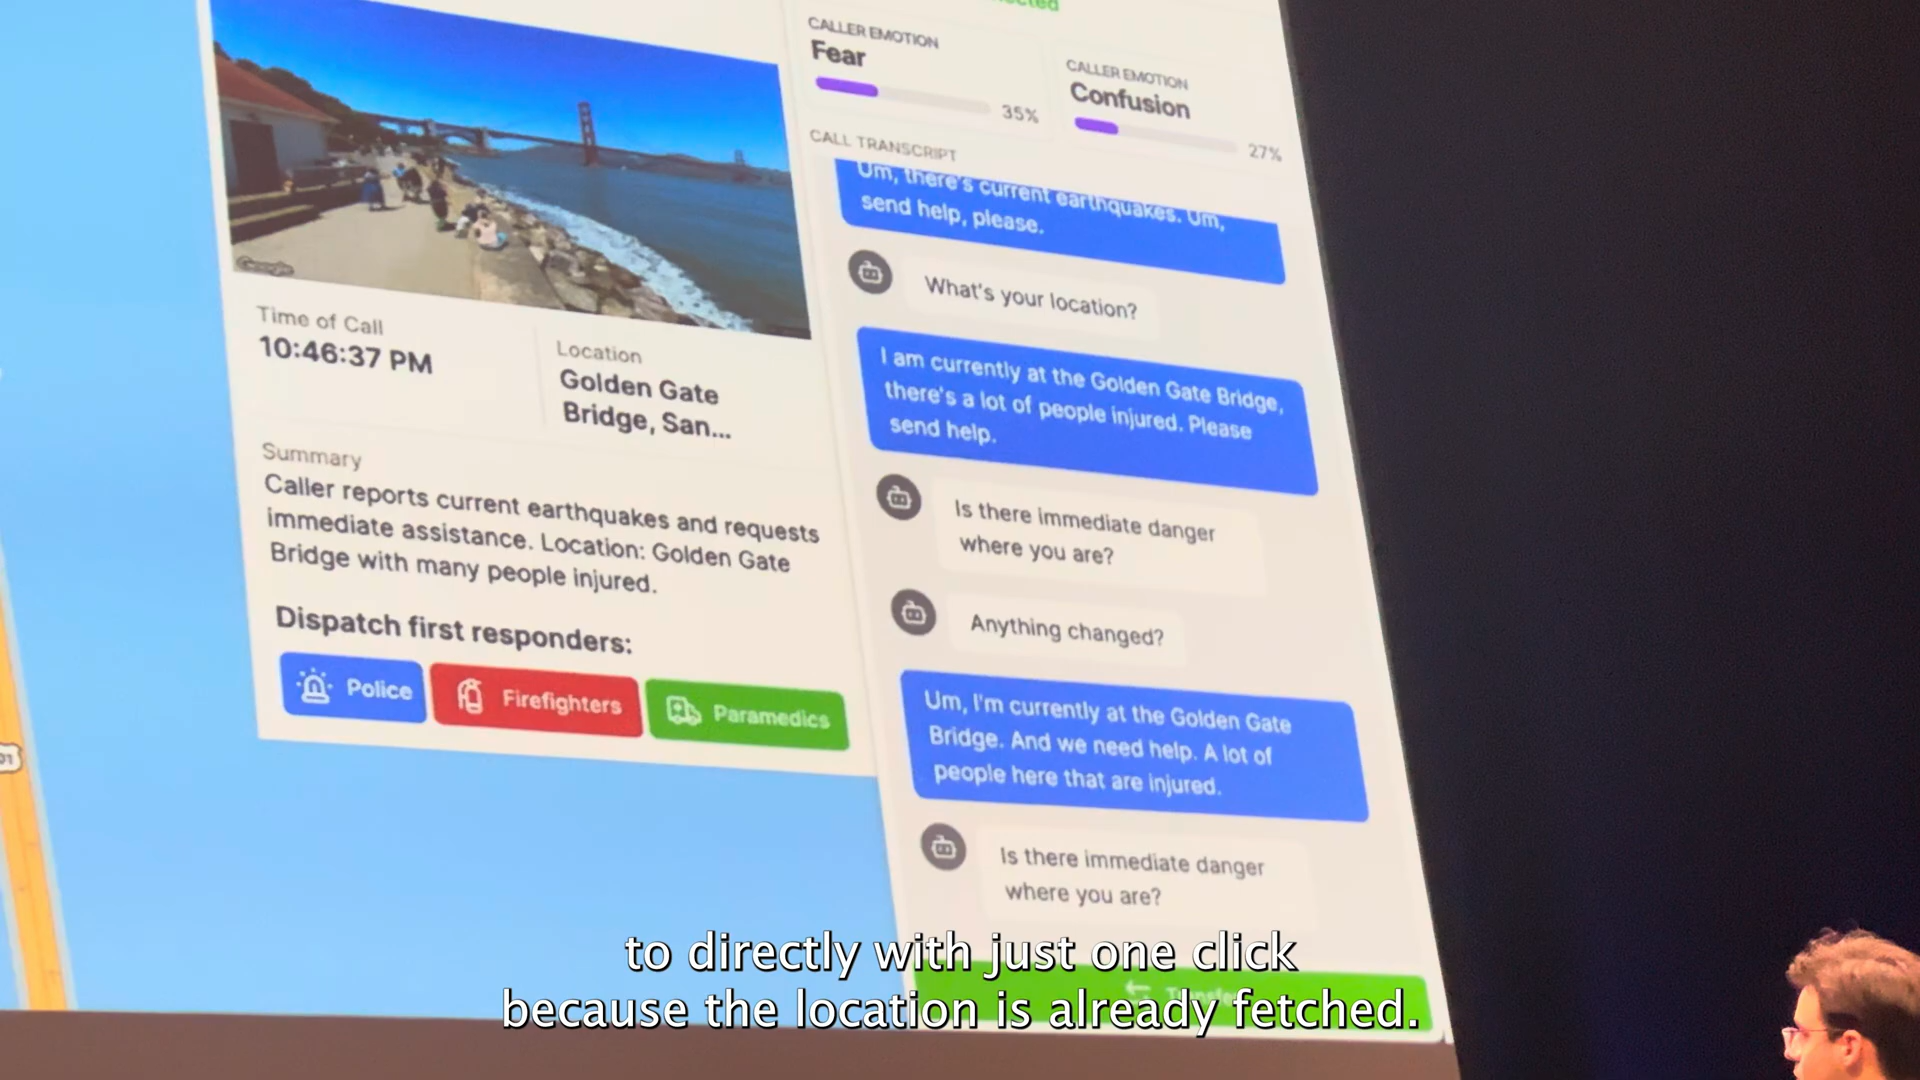 CALLER EMOTION
Fear
35%
CALLER EMOTION
Confusion
27%
CALL TRANSCRIPT
Um, there's current earthquakes. Um,
send help, please.
What's your location?
I am currently at the Golden Gate Bridge,
there's a lot of people injured. Please
send help.
Is there immediate danger
where you are?
Anything changed?
Um, I'm currently at the Golden Gate
Bridge. And we need help. A lot of
people here that are injured.
Is there immediate danger
where you are?
Google
Time of Call
10:46:37 PM
Location
Golden Gate
Bridge, San...
Summary
Caller reports current earthquakes and requests
immediate assistance. Location: Golden Gate
Bridge with many people injured.
Dispatch first responders:
Police
Firefighters
Paramedics
to directly with just one click
because the location is already fetched.